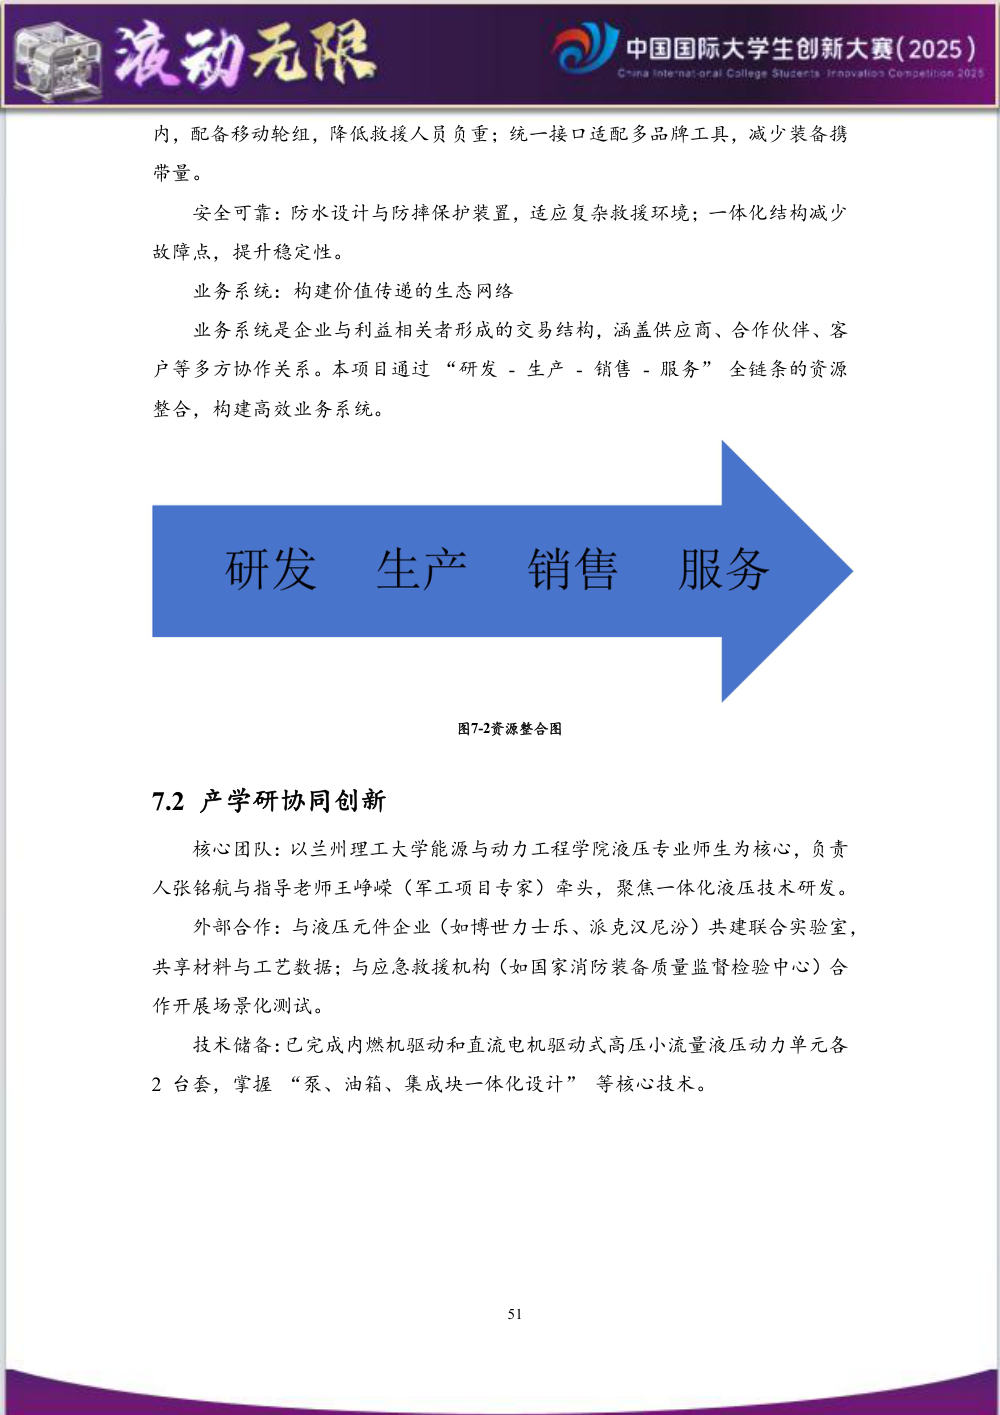 液动无限
中国国际大学生创新大赛(2025)
China International College Students Innovation Competition 2025
内，配备移动轮组，降低救援人员负重；统一接口适配多品牌工具，减少装备携
带量。
安全可靠：防水设计与防摔保护装置，适应复杂救援环境；一体化结构减少
故障点，提升稳定性。
业务系统：构建价值传递的生态网络
业务系统是企业与利益相关者形成的交易结构，涵盖供应商、合作伙伴、客
户等多方协作关系。本项目通过 “研发 - 生产 - 销售 - 服务” 全链条的资源
整合，构建高效业务系统。
研发 生产 销售 服务
图7-2资源整合图
7.2 产学研协同创新
核心团队：以兰州理工大学能源与动力工程学院液压专业师生为核心，负责
人张铭航与指导老师王峥嵘（军工项目专家）牵头，聚焦一体化液压技术研发。
外部合作：与液压元件企业（如博世力士乐、派克汉尼汾）共建联合实验室，
共享材料与工艺数据；与应急救援机构（如国家消防装备质量监督检验中心）合
作开展场景化测试。
技术储备：已完成内燃机驱动和直流电机驱动式高压小流量液压动力单元各
2 台套，掌握 “泵、油箱、集成块一体化设计” 等核心技术。
51